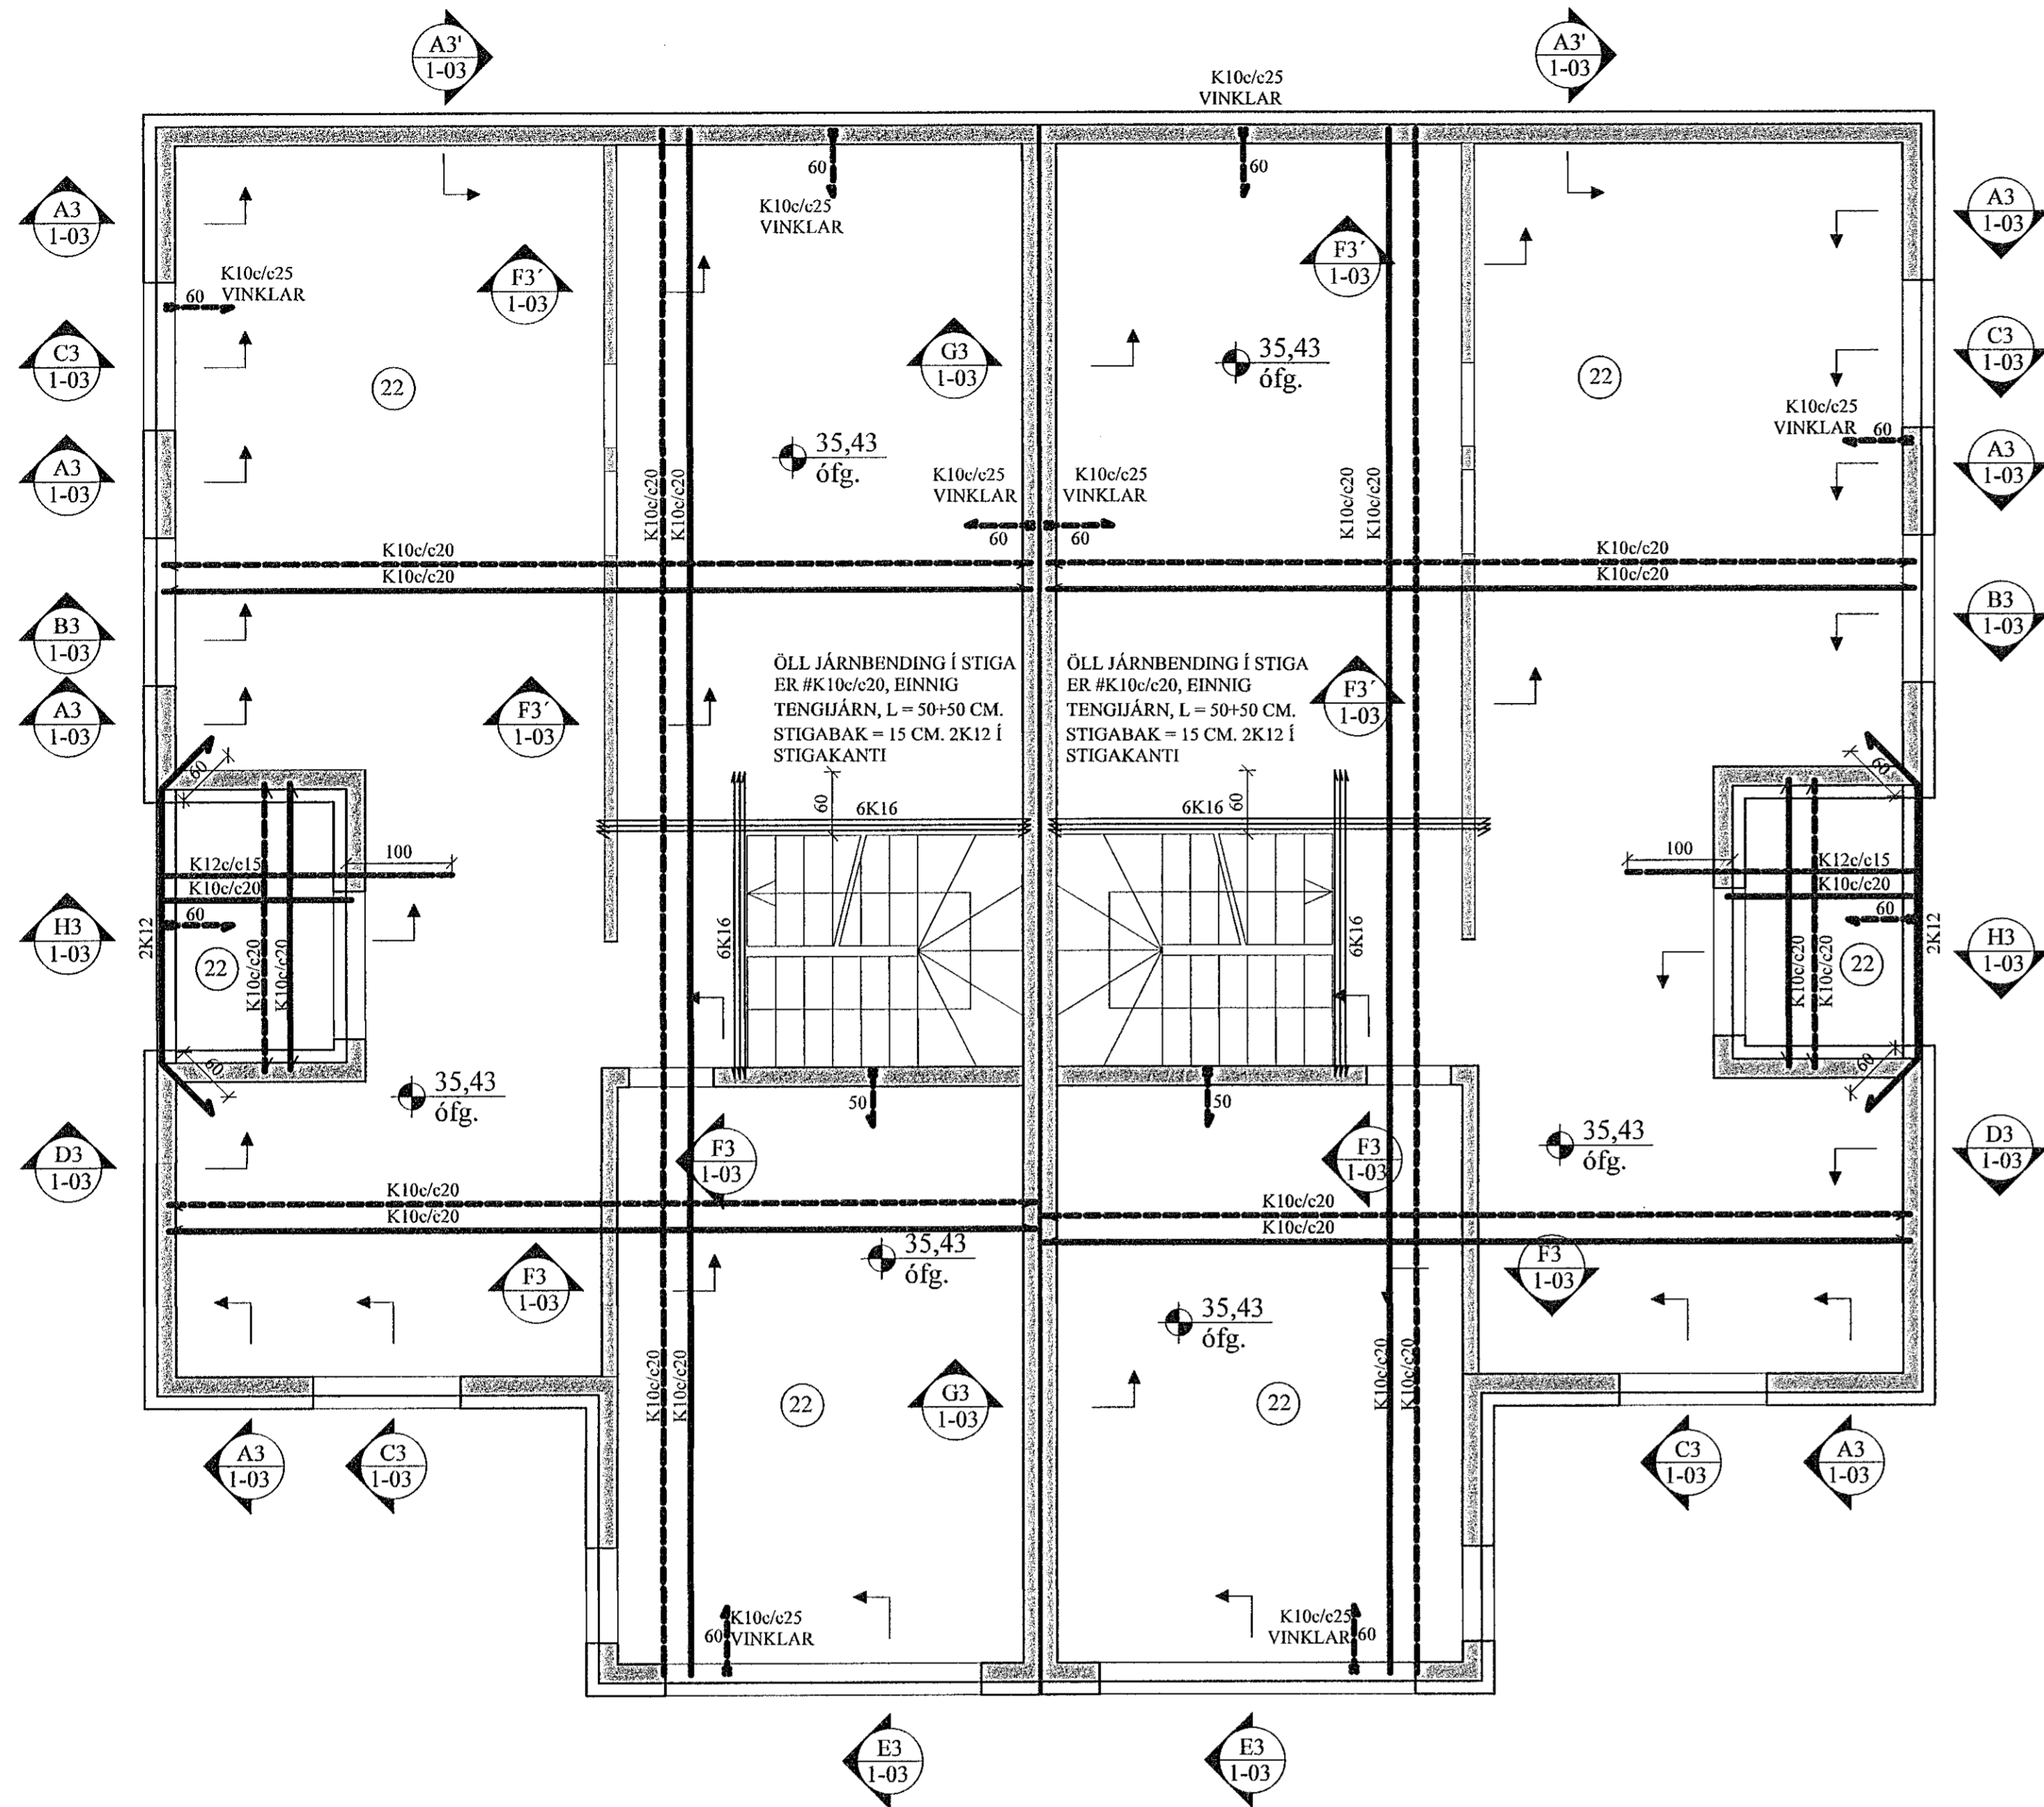 A3'
1-03
A3'
1-03
K10c/c25
VINKLAR
60
60
K10c/c25
VINKLAR
A3
1-03
A3
1-03
F3´
1-03
F3´
1-03
K10c/c25
VINKLAR
60
C3
1-03
G3
1-03
35,43
ófg.
C3
1-03
22
22
K10c/c25
VINKLAR
60
35,43
ófg.
A3
1-03
A3
1-03
K10c/c20
K10c/c20
K10c/c25
VINKLAR
K10c/c25
VINKLAR
K10c/c20
K10c/c20
60
60
K10c/c20
K10c/c20
K10c/c20
K10c/c20
B3
1-03
B3
1-03
ÖLL JÁRNBENDING Í STIGA
ER #K10c/c20, EINNIG
TENGIJÁRN, L = 50+50 CM.
STIGABAK = 15 CM. 2K12 Í
STIGAKANTI
ÖLL JÁRNBENDING Í STIGA
ER #K10c/c20, EINNIG
TENGIJÁRN, L = 50+50 CM.
STIGABAK = 15 CM. 2K12 Í
STIGAKANTI
A3
1-03
F3´
1-03
F3´
1-03
60
60
60
6K16
6K16
60
100
K12c/c15
K10c/c20
60
100
K12c/c15
K10c/c20
60
H3
1-03
2K12
22
K10c/c20
K10c/c20
6K16
6K16
K10c/c20
K10c/c20
22
2K12
H3
1-03
60
60
35,43
ófg.
50
50
35,43
ófg.
D3
1-03
F3
1-03
F3
1-03
D3
1-03
K10c/c20
K10c/c20
K10c/c20
K10c/c20
35,43
ófg.
F3
1-03
F3
1-03
35,43
ófg.
K10c/c20
K10c/c20
K10c/c20
K10c/c20
22
G3
1-03
22
A3
1-03
C3
1-03
C3
1-03
A3
1-03
K10c/c25
60 VINKLAR
K10c/c25
VINKLAR 60
E3
1-03
E3
1-03